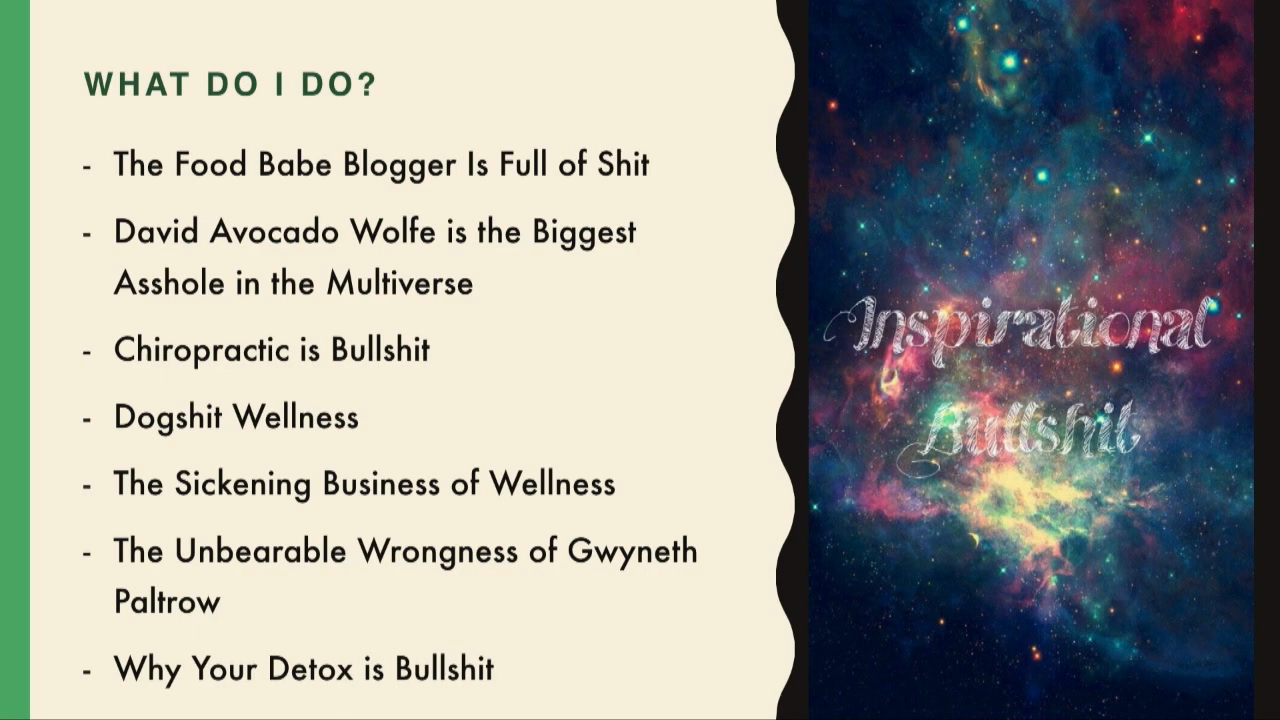 WHAT DO I DO?
- The Food Babe Blogger Is Full of Shit
- David Avocado Wolfe is the Biggest
Asshole in the Multiverse
- Chiropractic is Bullshit
- Dogshit Wellness
- The Sickening Business of Wellness
- The Unbearable Wrongness of Gwyneth
Paltrow
- Why Your Detox is Bullshit
Inspirational
Bullshit